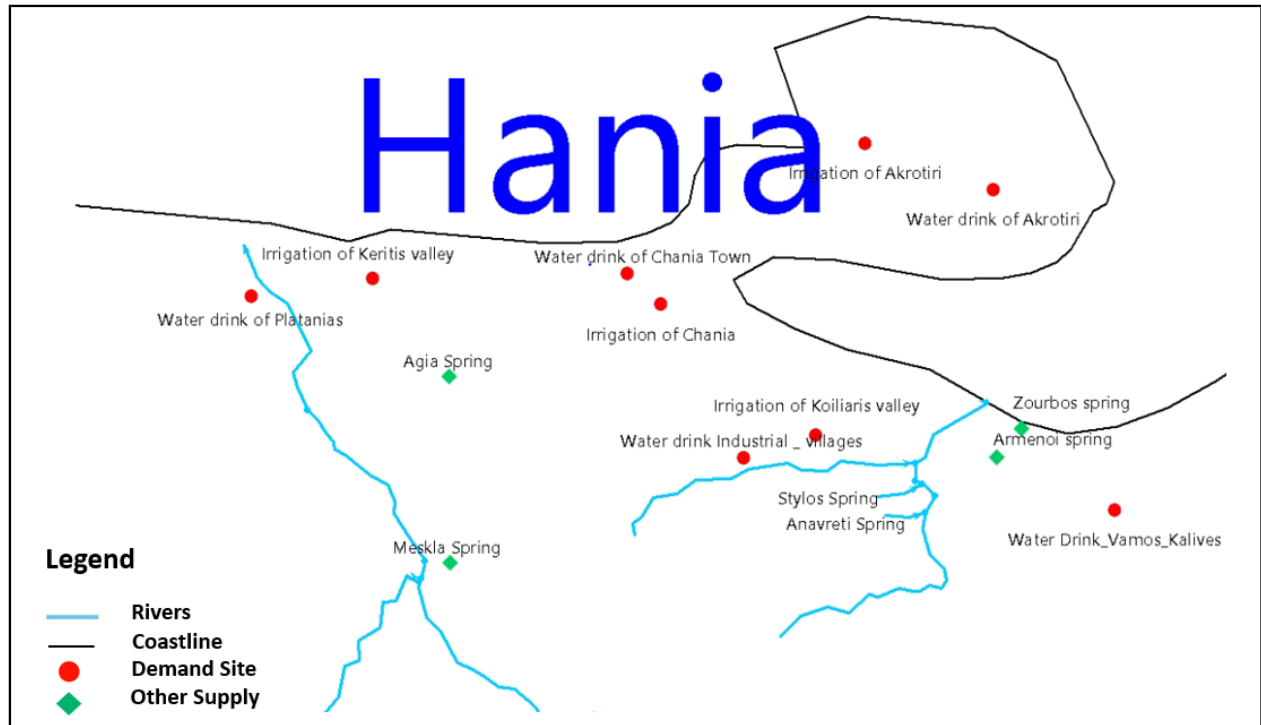 Hania
Irrigation of Akrotiri
Water drink of Akrotiri
Irrigation of Keritis valley
Water drink of Chania Town
Water drink of Platanias
Irrigation of Chania
Agia Spring
Zourbos spring
Irrigation of Koiliaris valley
Armenoi spring
Water drink Industrial _ villages
Stylos Spring
Anavreti Spring
Water Drink_Vamos_Kalives
Meskla Spring
Legend
Rivers
Coastline
Demand Site
Other Supply